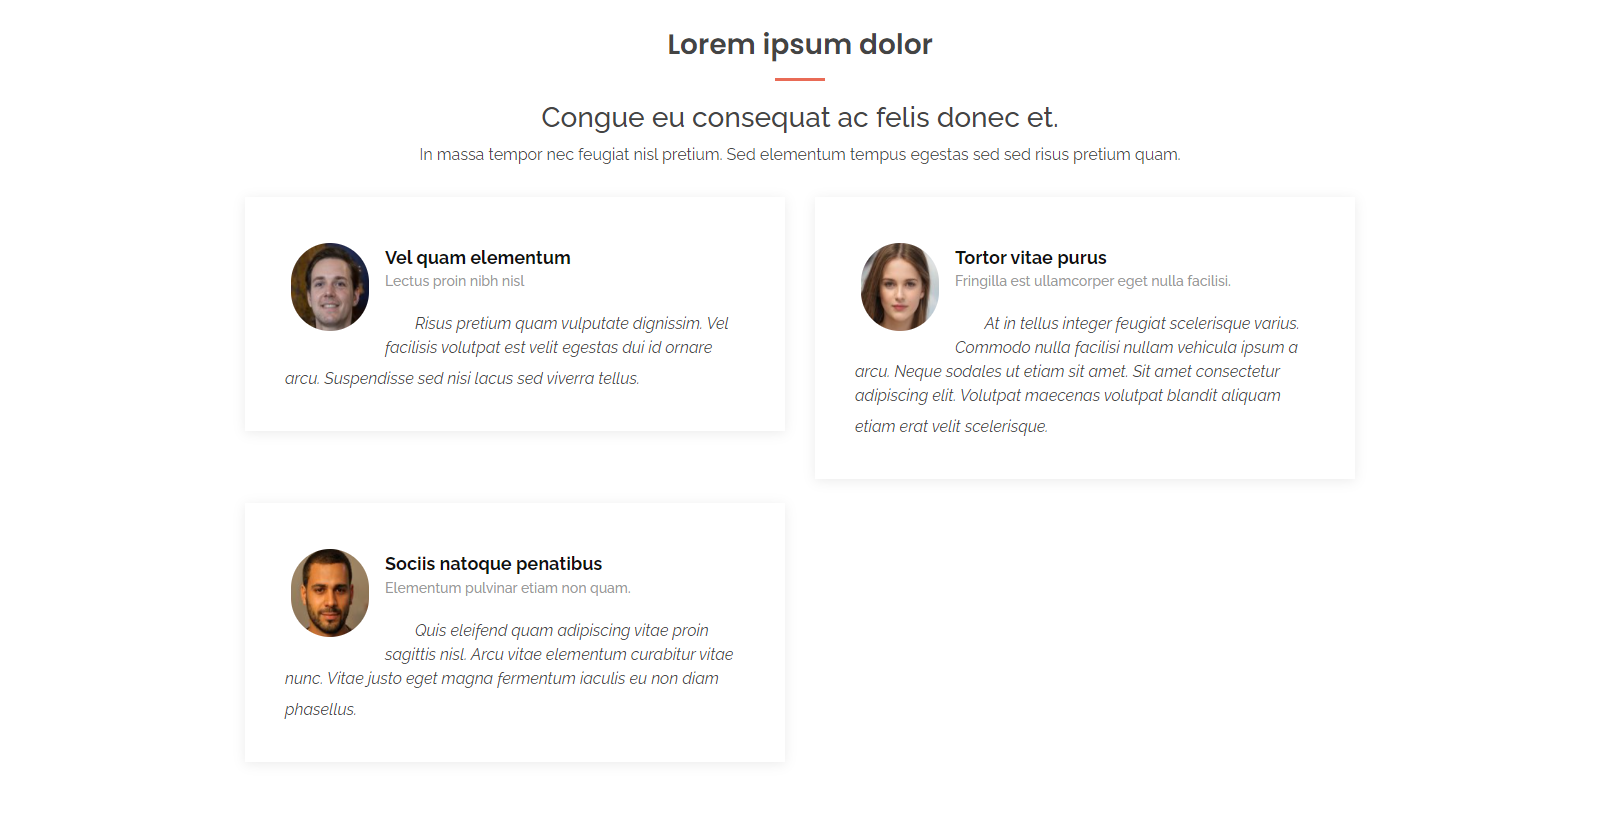 Lorem ipsum dolor
Congue eu consequat ac felis donec et.
In massa tempor nec feugiat nisl pretium. Sed elementum tempus egestas sed sed risus pretium quam.
Vel quam elementum
Lectus proin nibh nisl
Risus pretium quam vulputate dignissim. Vel
facilisis volutpat est velit egestas dui id ornare
arcu. Suspendisse sed nisi lacus sed viverra tellus.
Tortor vitae purus
Fringilla est ullamcorper eget nulla facilisi.
At in tellus integer feugiat scelerisque varius.
Commodo nulla facilisi nullam vehicula ipsum a
arcu. Neque sodales ut etiam sit amet. Sit amet consectetur
adipiscing elit. Volutpat maecenas volutpat blandit aliquam
etiam erat velit scelerisque.
Sociis natoque penatibus
Elementum pulvinar etiam non quam.
Quis eleifend quam adipiscing vitae proin
sagittis nisl. Arcu vitae elementum curabitur vitae
nunc. Vitae justo eget magna fermentum iaculis eu non diam
phasellus.